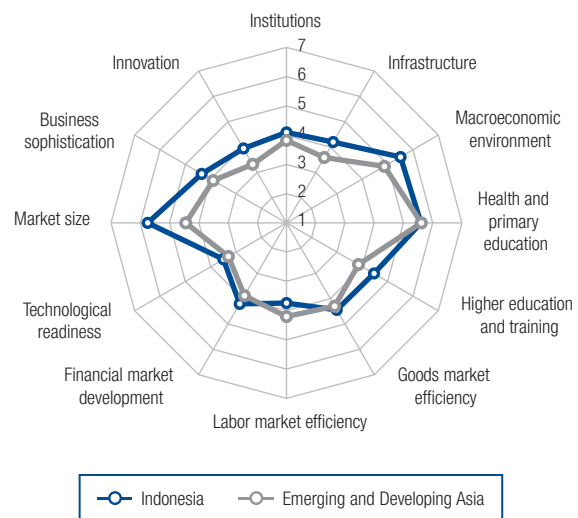 Institutions
Innovation
Infrastructure
Business
sophistication
Macroeconomic
environment
Market size
Health and
primary
education
Technological
readiness
Higher education
and training
Financial market
development
Goods market
efficiency
Labor market efficiency
7
6
5
4
3
2
1
Indonesia
Emerging and Developing Asia